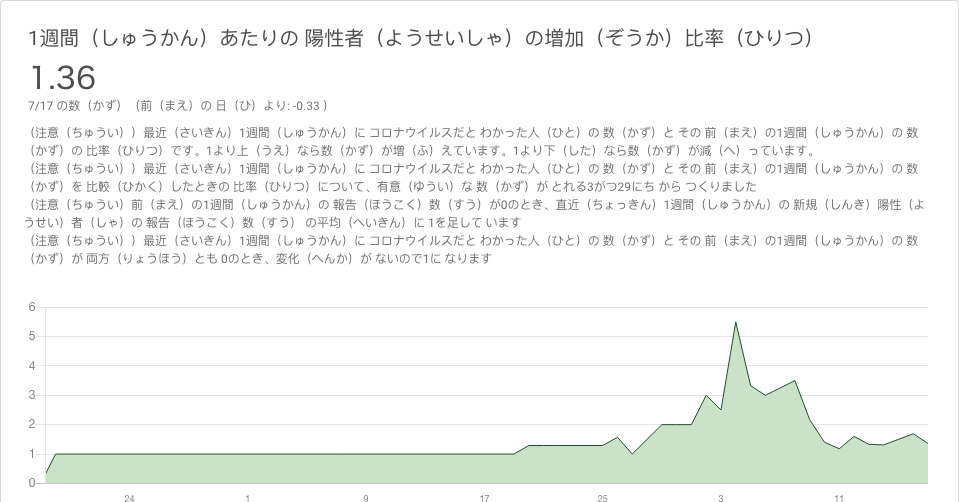 1週間（しゅうかん）あたりの 陽性者（ようせいしゃ）の増加（ぞうか）比率（ひりつ）
1.36
7/17 の数（かず）（前（まえ）の 日（ひ）より: -0.33 ）
（注意（ちゅうい））最近（さいきん）1週間（しゅうかん）に コロナウイルスだと わかった人（ひと）の 数（かず）と その 前（まえ）の1週間（しゅうかん）の 数
（かず）の 比率（ひりつ）です。1より上（うえ）なら数（かず）が増（ふ）えています。1より下（した）なら数（かず）が減（へ）っています。
（注意（ちゅうい））最近（さいきん）1週間（しゅうかん）に コロナウイルスだと わかった人（ひと）の 数（かず）と その 前（まえ）の1週間（しゅうかん）の 数
（かず）を 比較（ひかく）したときの 比率（ひりつ）について、有意（ゆうい）な 数（かず）が とれる3がつ29にち から つくりました
（注意（ちゅうい）前（まえ）の1週間（しゅうかん）の 報告（ほうこく）数（すう）が0のとき、直近（ちょっきん）1週間（しゅうかん）の 新規（しんき）陽性（よ
うせい）者（しゃ）の 報告（ほうこく）数（すう） の平均（へいきん）に 1を足して います
（注意（ちゅうい））最近（さいきん）1週間（しゅうかん）に コロナウイルスだと わかった人（ひと）の 数（かず）と その 前（まえ）の1週間（しゅうかん）の 数
（かず）が 両方（りょうほう）とも 0のとき、変化（へんか）が ないので1に なります
6
5
4
3
2
1
0
24 1 9 17 25 3 11